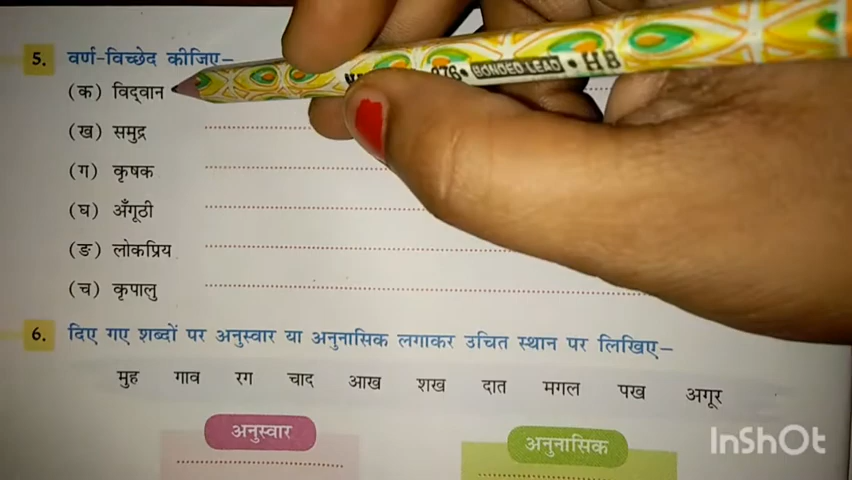 5. वर्ण-विच्छेद कीजिए–
(क) विद्‌वान
(ख) समुद्र
(ग) कृषक
(घ) अँगूठी
(ङ) लोकप्रिय
(च) कृपालु
6. दिए गए शब्दों पर अनुस्वार या अनुनासिक लगाकर उचित स्थान पर लिखिए–
मुह गाव रग चाद आख शख दात मगल पख अगूर
अनुस्वार अनुनासिक
BONDED LEAD • HB
InShOt